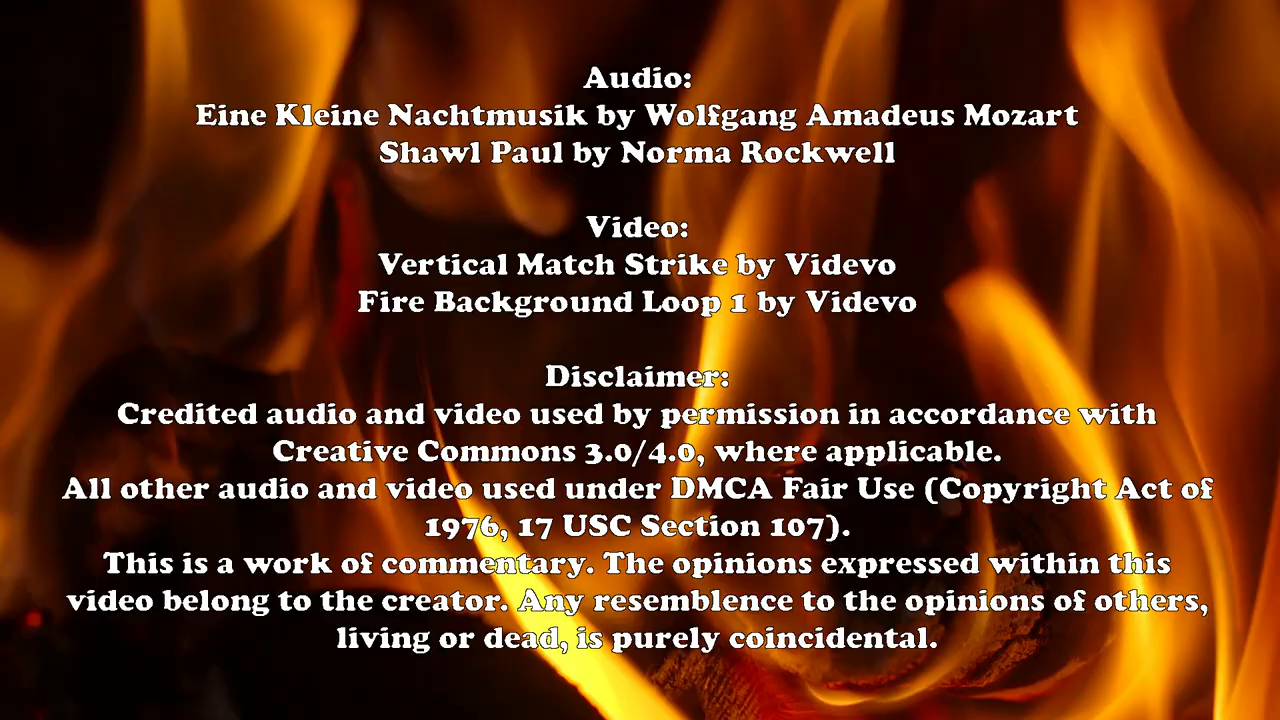 Audio:
Eine Kleine Nachtmusik by Wolfgang Amadeus Mozart
Shawl Paul by Norma Rockwell
Video:
Vertical Match Strike by Videvo
Fire Background Loop 1 by Videvo
Disclaimer:
Credited audio and video used by permission in accordance with
Creative Commons 3.0/4.0, where applicable.
All other audio and video used under DMCA Fair Use (Copyright Act of
1976, 17 USC Section 107).
This is a work of commentary. The opinions expressed within this
video belong to the creator. Any resemblence to the opinions of others,
living or dead, is purely coincidental.